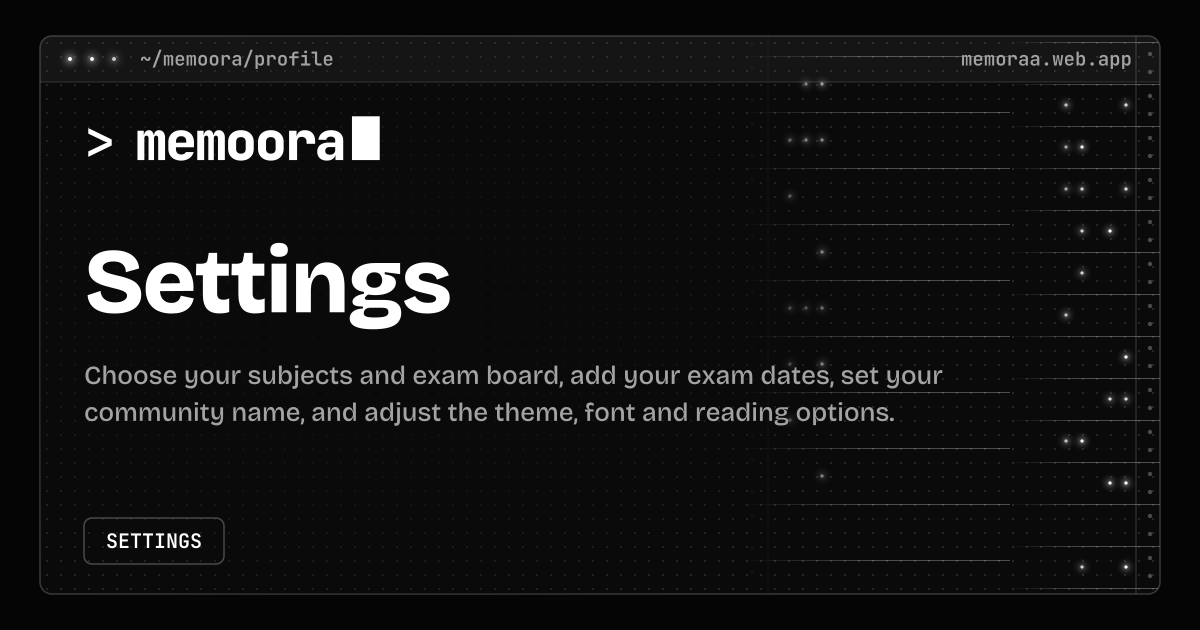 ~/memoora/profile
memoraa.web.app
> memoora
Settings
Choose your subjects and exam board, add your exam dates, set your
community name, and adjust the theme, font and reading options.
SETTINGS